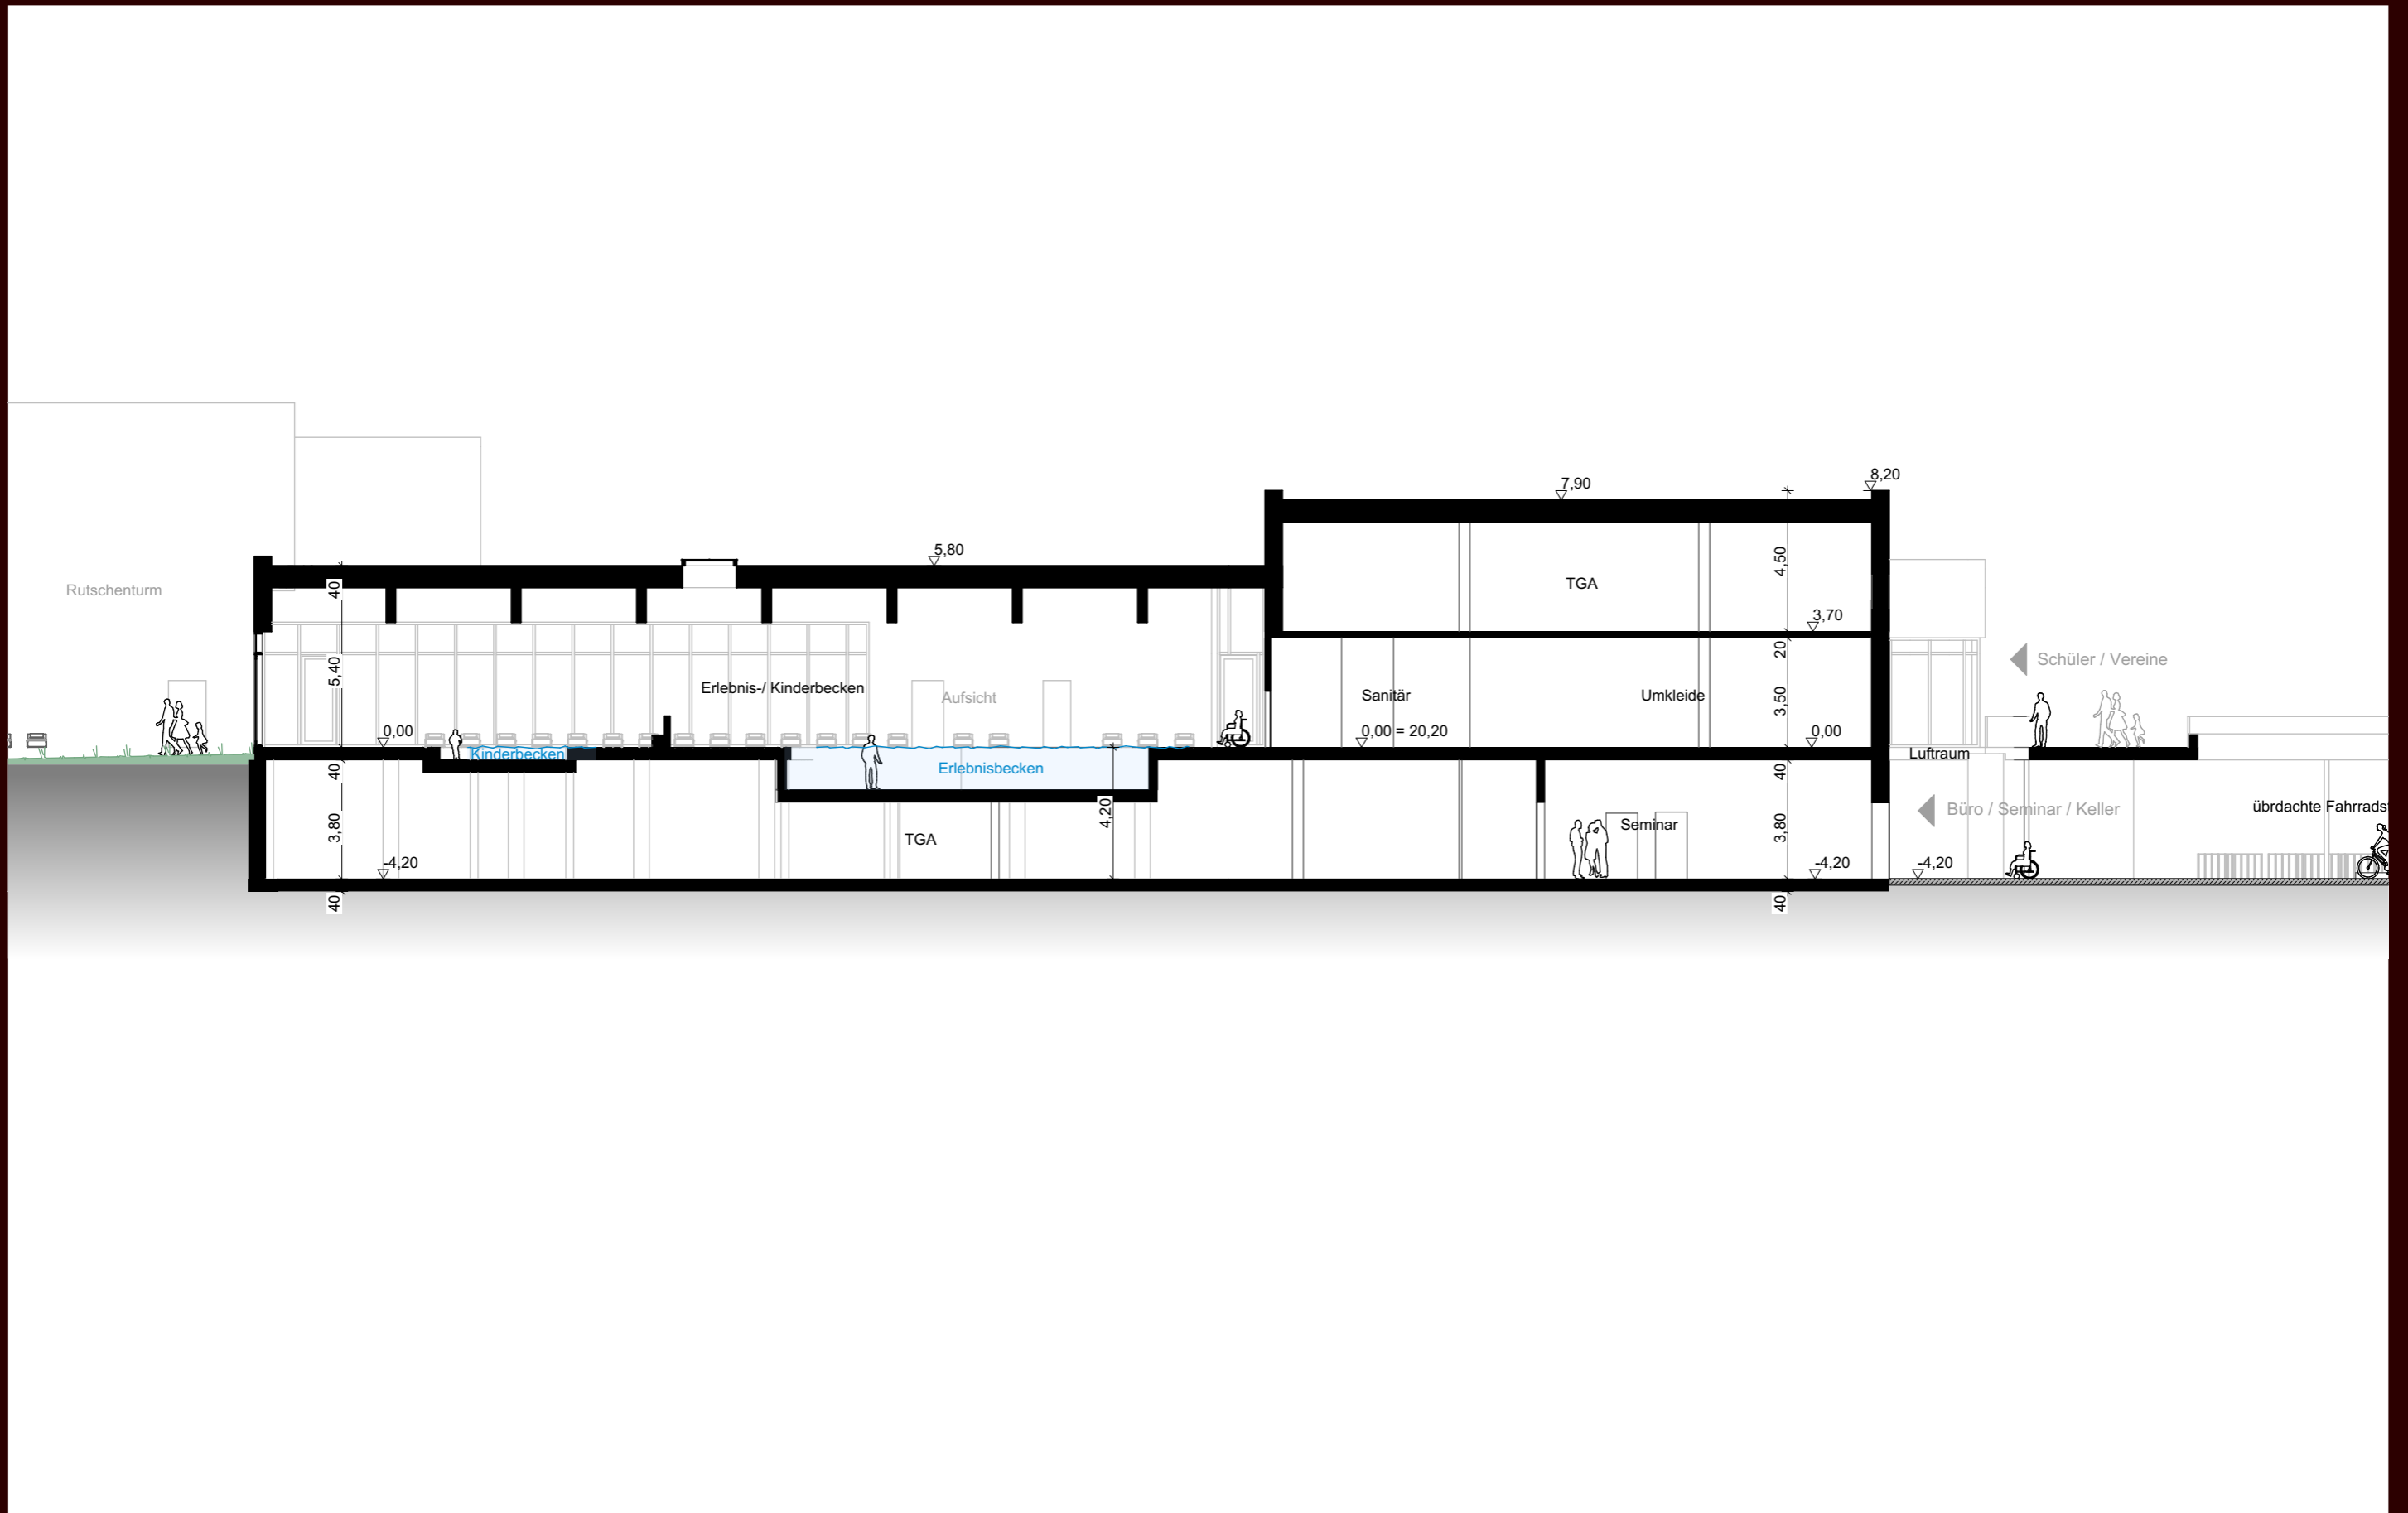 8,20
7,90
5,80
40
4,50
TGA
Rutschenturm
3,70
5,40
20
Schüler / Vereine
Erlebnis-/ Kinderbecken
Aufsicht
Sanitär
Umkleide
3,50
0,00
0,00 = 20,20
0,00
Kinderbecken
Luftraum
40
Erlebnisbecken
40
4,20
Büro / Seminar / Keller
übrdachte Fahrrads
3,80
TGA
Seminar
3,80
-4,20
-4,20
-4,20
40
40